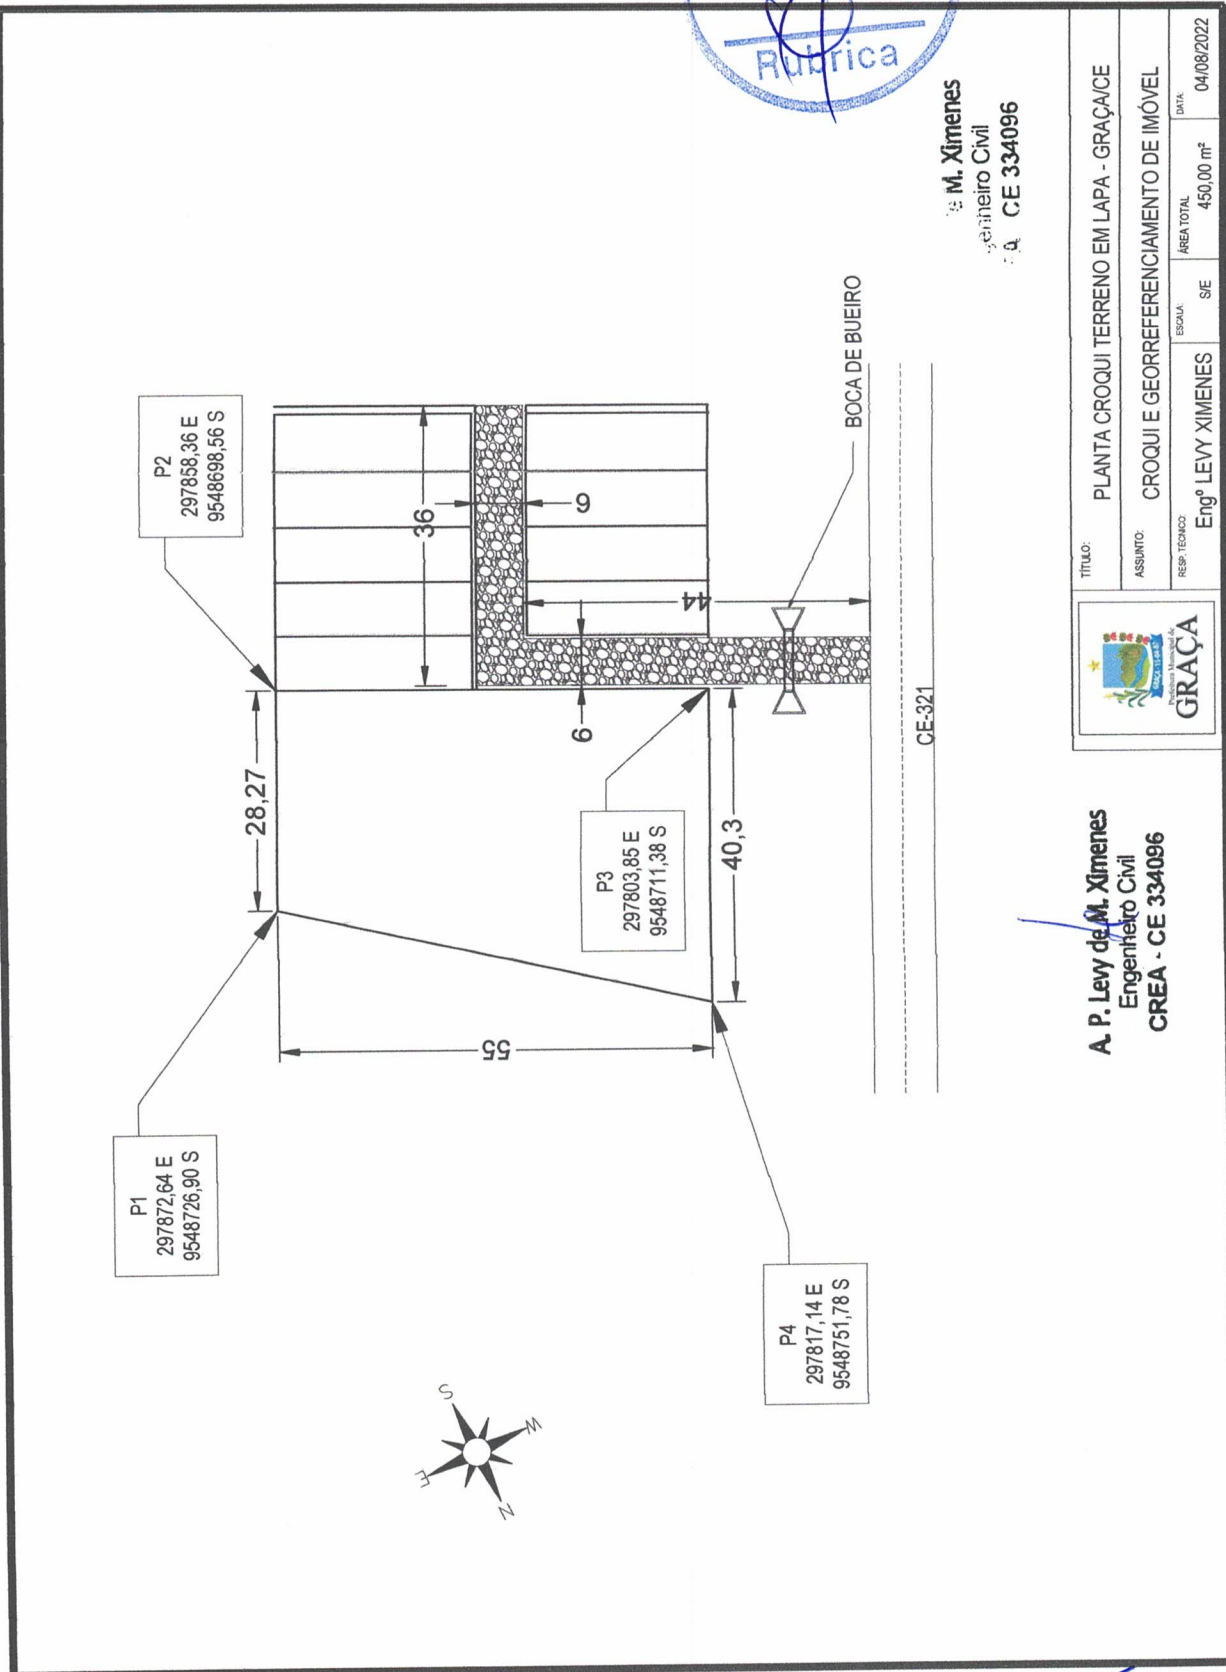 P1
297872,64 E
9548726,90 S
P2
297858,36 E
9548698,56 S
28,27
55
36
6
6
44
P3
297803,85 E
9548711,38 S
40,3
P4
297817,14 E
9548751,78 S
BOCA DE BUEIRO
CE-321
N
S
E
W
Rubrica
M. Ximenes
Engenheiro Civil
CE 334096
A. P. Levy de M. Ximenes
Engenheiro Civil
CREA - CE 334096
Prefeitura Municipal de
GRAÇA
TÍTULO:
PLANTA CROQUI TERRENO EM LAPA - GRAÇA/CE
ASSUNTO:
CROQUI E GEORREFERENCIAMENTO DE IMÓVEL
RESP. TÉCNICO:
Engº LEVY XIMENES
ESCALA:
S/E
ÁREA TOTAL
450,00 m²
DATA:
04/08/2022